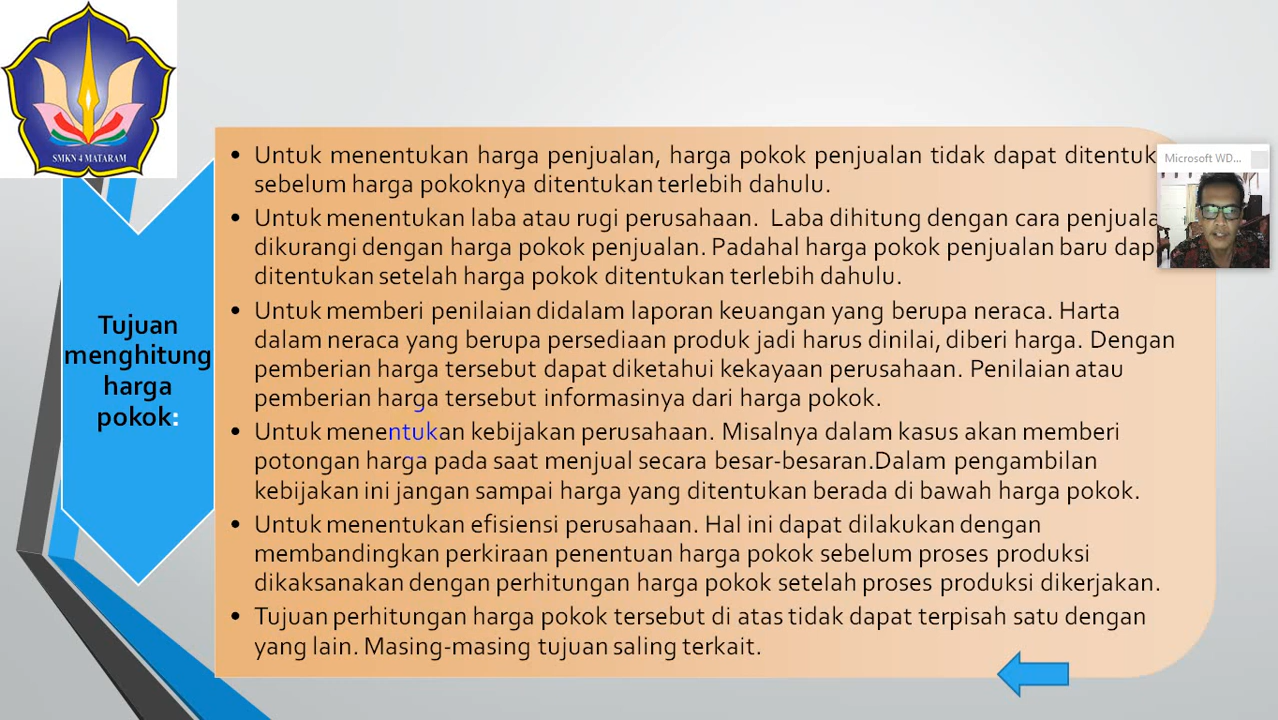 SMKN 4 MATARAM
Tujuan
menghitung
harga
pokok:
• Untuk menentukan harga penjualan, harga pokok penjualan tidak dapat ditentuk
sebelum harga pokoknya ditentukan terlebih dahulu.
• Untuk menentukan laba atau rugi perusahaan. Laba dihitung dengan cara penjuala
dikurangi dengan harga pokok penjualan. Padahal harga pokok penjualan baru dap
ditentukan setelah harga pokok ditentukan terlebih dahulu.
• Untuk memberi penilaian didalam laporan keuangan yang berupa neraca. Harta
dalam neraca yang berupa persediaan produk jadi harus dinilai, diberi harga. Dengan
pemberian harga tersebut dapat diketahui kekayaan perusahaan. Penilaian atau
pemberian harga tersebut informasinya dari harga pokok.
• Untuk menentukan kebijakan perusahaan. Misalnya dalam kasus akan memberi
potongan harga pada saat menjual secara besar-besaran.Dalam pengambilan
kebijakan ini jangan sampai harga yang ditentukan berada di bawah harga pokok.
• Untuk menentukan efisiensi perusahaan. Hal ini dapat dilakukan dengan
membandingkan perkiraan penentuan harga pokok sebelum proses produksi
dikaksanakan dengan perhitungan harga pokok setelah proses produksi dikerjakan.
• Tujuan perhitungan harga pokok tersebut di atas tidak dapat terpisah satu dengan
yang lain. Masing-masing tujuan saling terkait.
Microsoft WD...